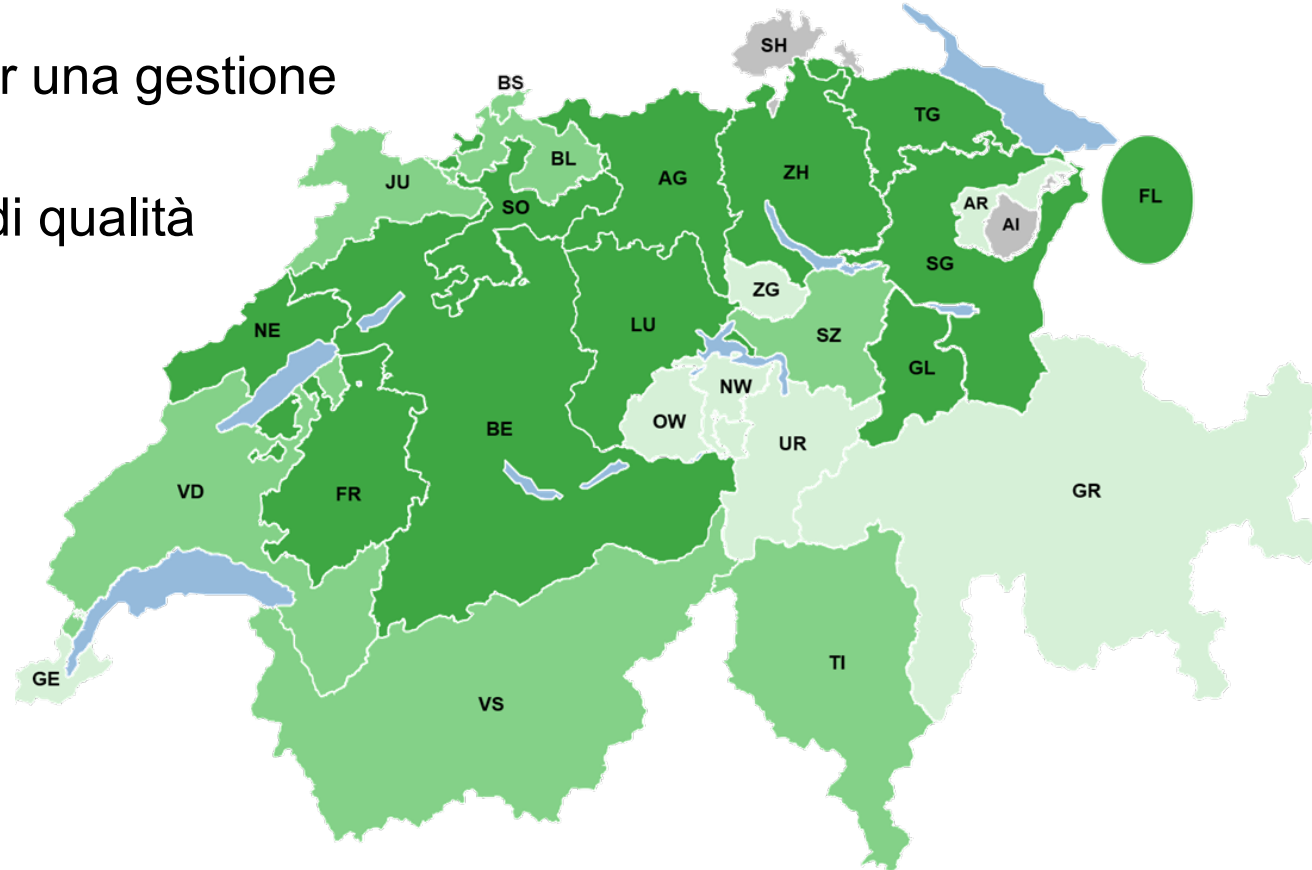 r una gestione
di qualità
SH
BS
TG
BL
ZH
AG
JU
FL
AR
SO
AI
SG
ZG
LU
NE
SZ
GL
NW
OW
BE
UR
VD
FR
GR
TI
GE
VS